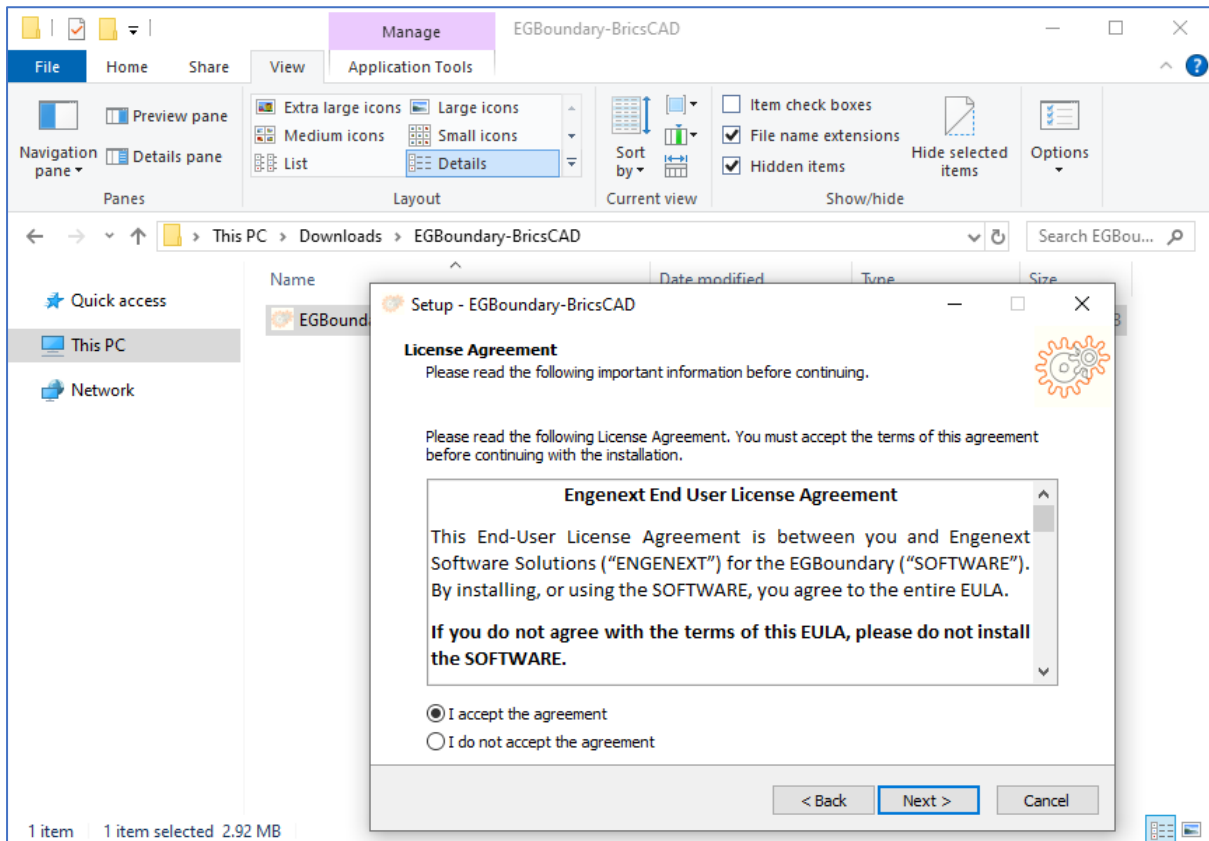 Manage
EGBoundary-BricsCAD
File Home Share View Application Tools
Preview pane
Details pane
Navigation
pane
Panes
Extra large icons Large icons
Medium icons Small icons
List Details
Layout
Sort
by
Current view
Item check boxes
File name extensions
Hidden items
Hide selected
items
Show/hide
Options
This PC > Downloads > EGBoundary-BricsCAD
Search EGBou...
Quick access
This PC
Network
Name Date modified Type Size
EGBound
Setup - EGBoundary-BricsCAD
License Agreement
Please read the following important information before continuing.
Please read the following License Agreement. You must accept the terms of this agreement
before continuing with the installation.
Engenext End User License Agreement
This End-User License Agreement is between you and Engenext
Software Solutions (“ENGENEXT”) for the EGBoundary (“SOFTWARE”).
By installing, or using the SOFTWARE, you agree to the entire EULA.
If you do not agree with the terms of this EULA, please do not install
the SOFTWARE.
I accept the agreement
I do not accept the agreement
< Back Next > Cancel
1 item 1 item selected 2.92 MB